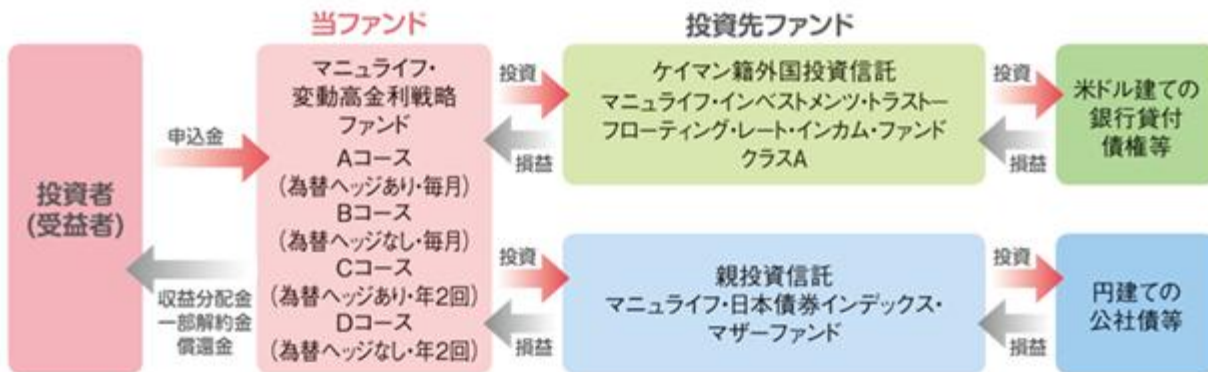 当ファンド
投資先ファンド
投資者
(受益者)
申込金
収益分配金
一部解約金
償還金
マニュライフ・
変動高金利戦略
ファンド
Aコース
(為替ヘッジあり・毎月)
Bコース
(為替ヘッジなし・毎月)
Cコース
(為替ヘッジあり・年2回)
Dコース
(為替ヘッジなし・年2回)
投資
損益
ケイマン籍外国投資信託
マニュライフ・インベストメンツ・トラストー
フローティング・レート・インカム・ファンド
クラスA
投資
損益
米ドル建ての
銀行貸付
債権等
投資
損益
親投資信託
マニュライフ・日本債券インデックス・
マザーファンド
投資
損益
円建ての
公社債等